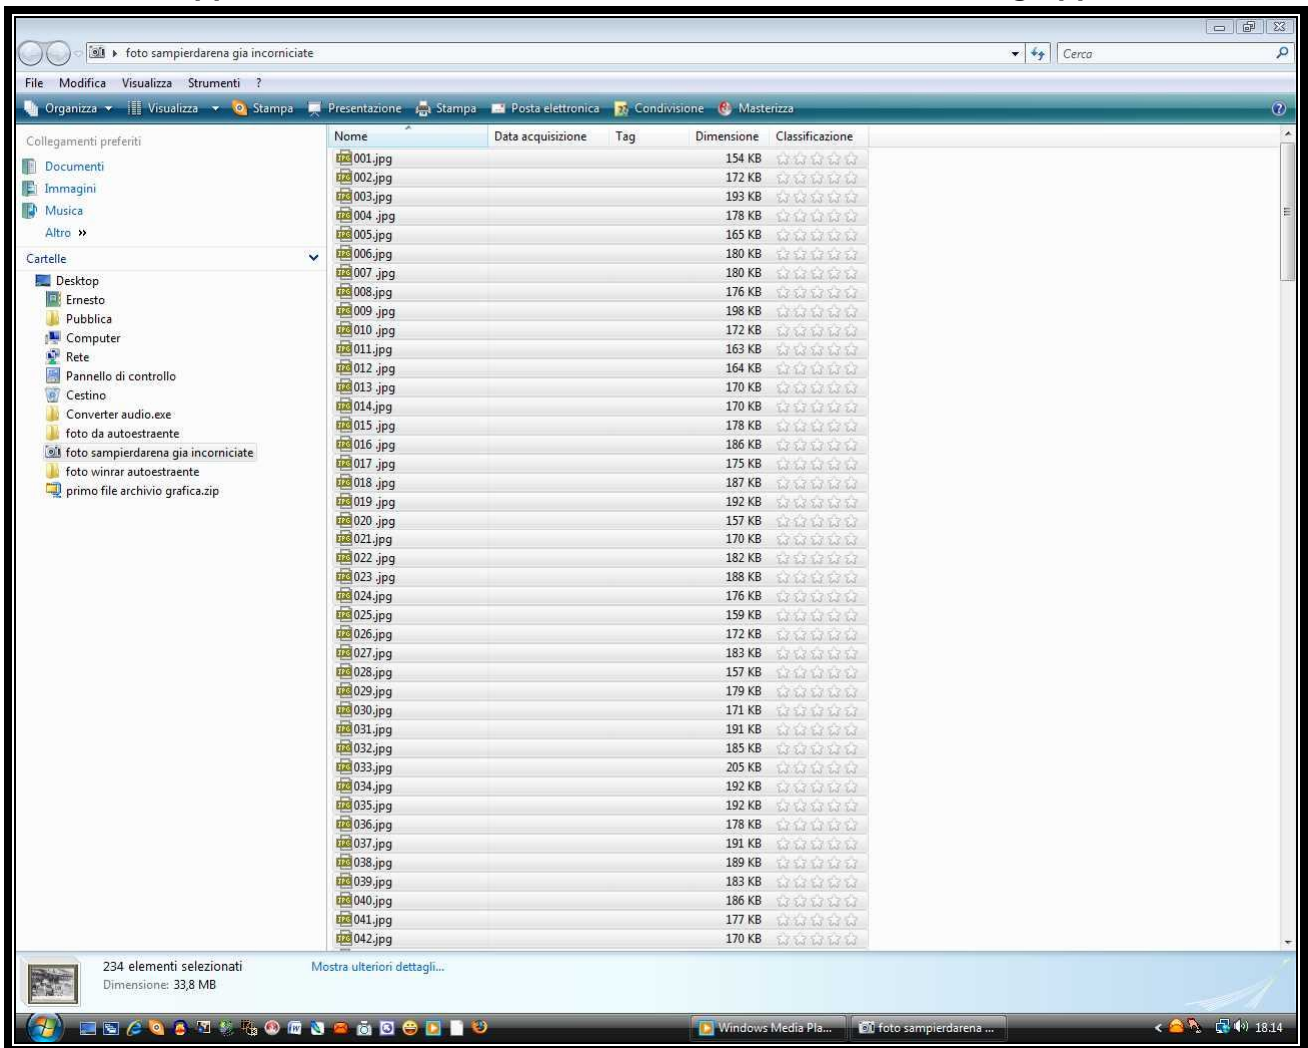 foto sampierdarena gia incorniciate
Cerca
File Modifica Visualizza Strumenti ?
Organizza Visualizza Stampa Presentazione Stampa Posta elettronica Condivisione Masterizza
Collegamenti preferiti
Documenti
Immagini
Musica
Altro »
Cartelle
Desktop
Ernesto
Pubblica
Computer
Rete
Pannello di controllo
Cestino
Converter audio.exe
foto da autoestraente
foto sampierdarena gia incorniciate
foto winrar autoestraente
primo file archivio grafica.zip
Nome Data acquisizione Tag Dimensione Classificazione
001.jpg 154 KB
002.jpg 172 KB
003.jpg 193 KB
004 .jpg 178 KB
005.jpg 165 KB
006.jpg 180 KB
007 .jpg 180 KB
008.jpg 176 KB
009 .jpg 198 KB
010 .jpg 172 KB
011.jpg 163 KB
012 .jpg 164 KB
013 .jpg 170 KB
014.jpg 170 KB
015 .jpg 178 KB
016 .jpg 186 KB
017 .jpg 175 KB
018 .jpg 187 KB
019 .jpg 192 KB
020 .jpg 157 KB
021.jpg 170 KB
022 .jpg 182 KB
023 .jpg 188 KB
024.jpg 176 KB
025.jpg 159 KB
026.jpg 172 KB
027.jpg 183 KB
028.jpg 157 KB
029.jpg 179 KB
030.jpg 171 KB
031.jpg 191 KB
032.jpg 185 KB
033.jpg 205 KB
034.jpg 192 KB
035.jpg 192 KB
036.jpg 178 KB
037.jpg 191 KB
038.jpg 189 KB
039.jpg 183 KB
040.jpg 186 KB
041.jpg 177 KB
042.jpg 170 KB
234 elementi selezionati Mostra ulteriori dettagli...
Dimensione: 33,8 MB
Windows Media Pla... foto sampierdarena ... 18.14